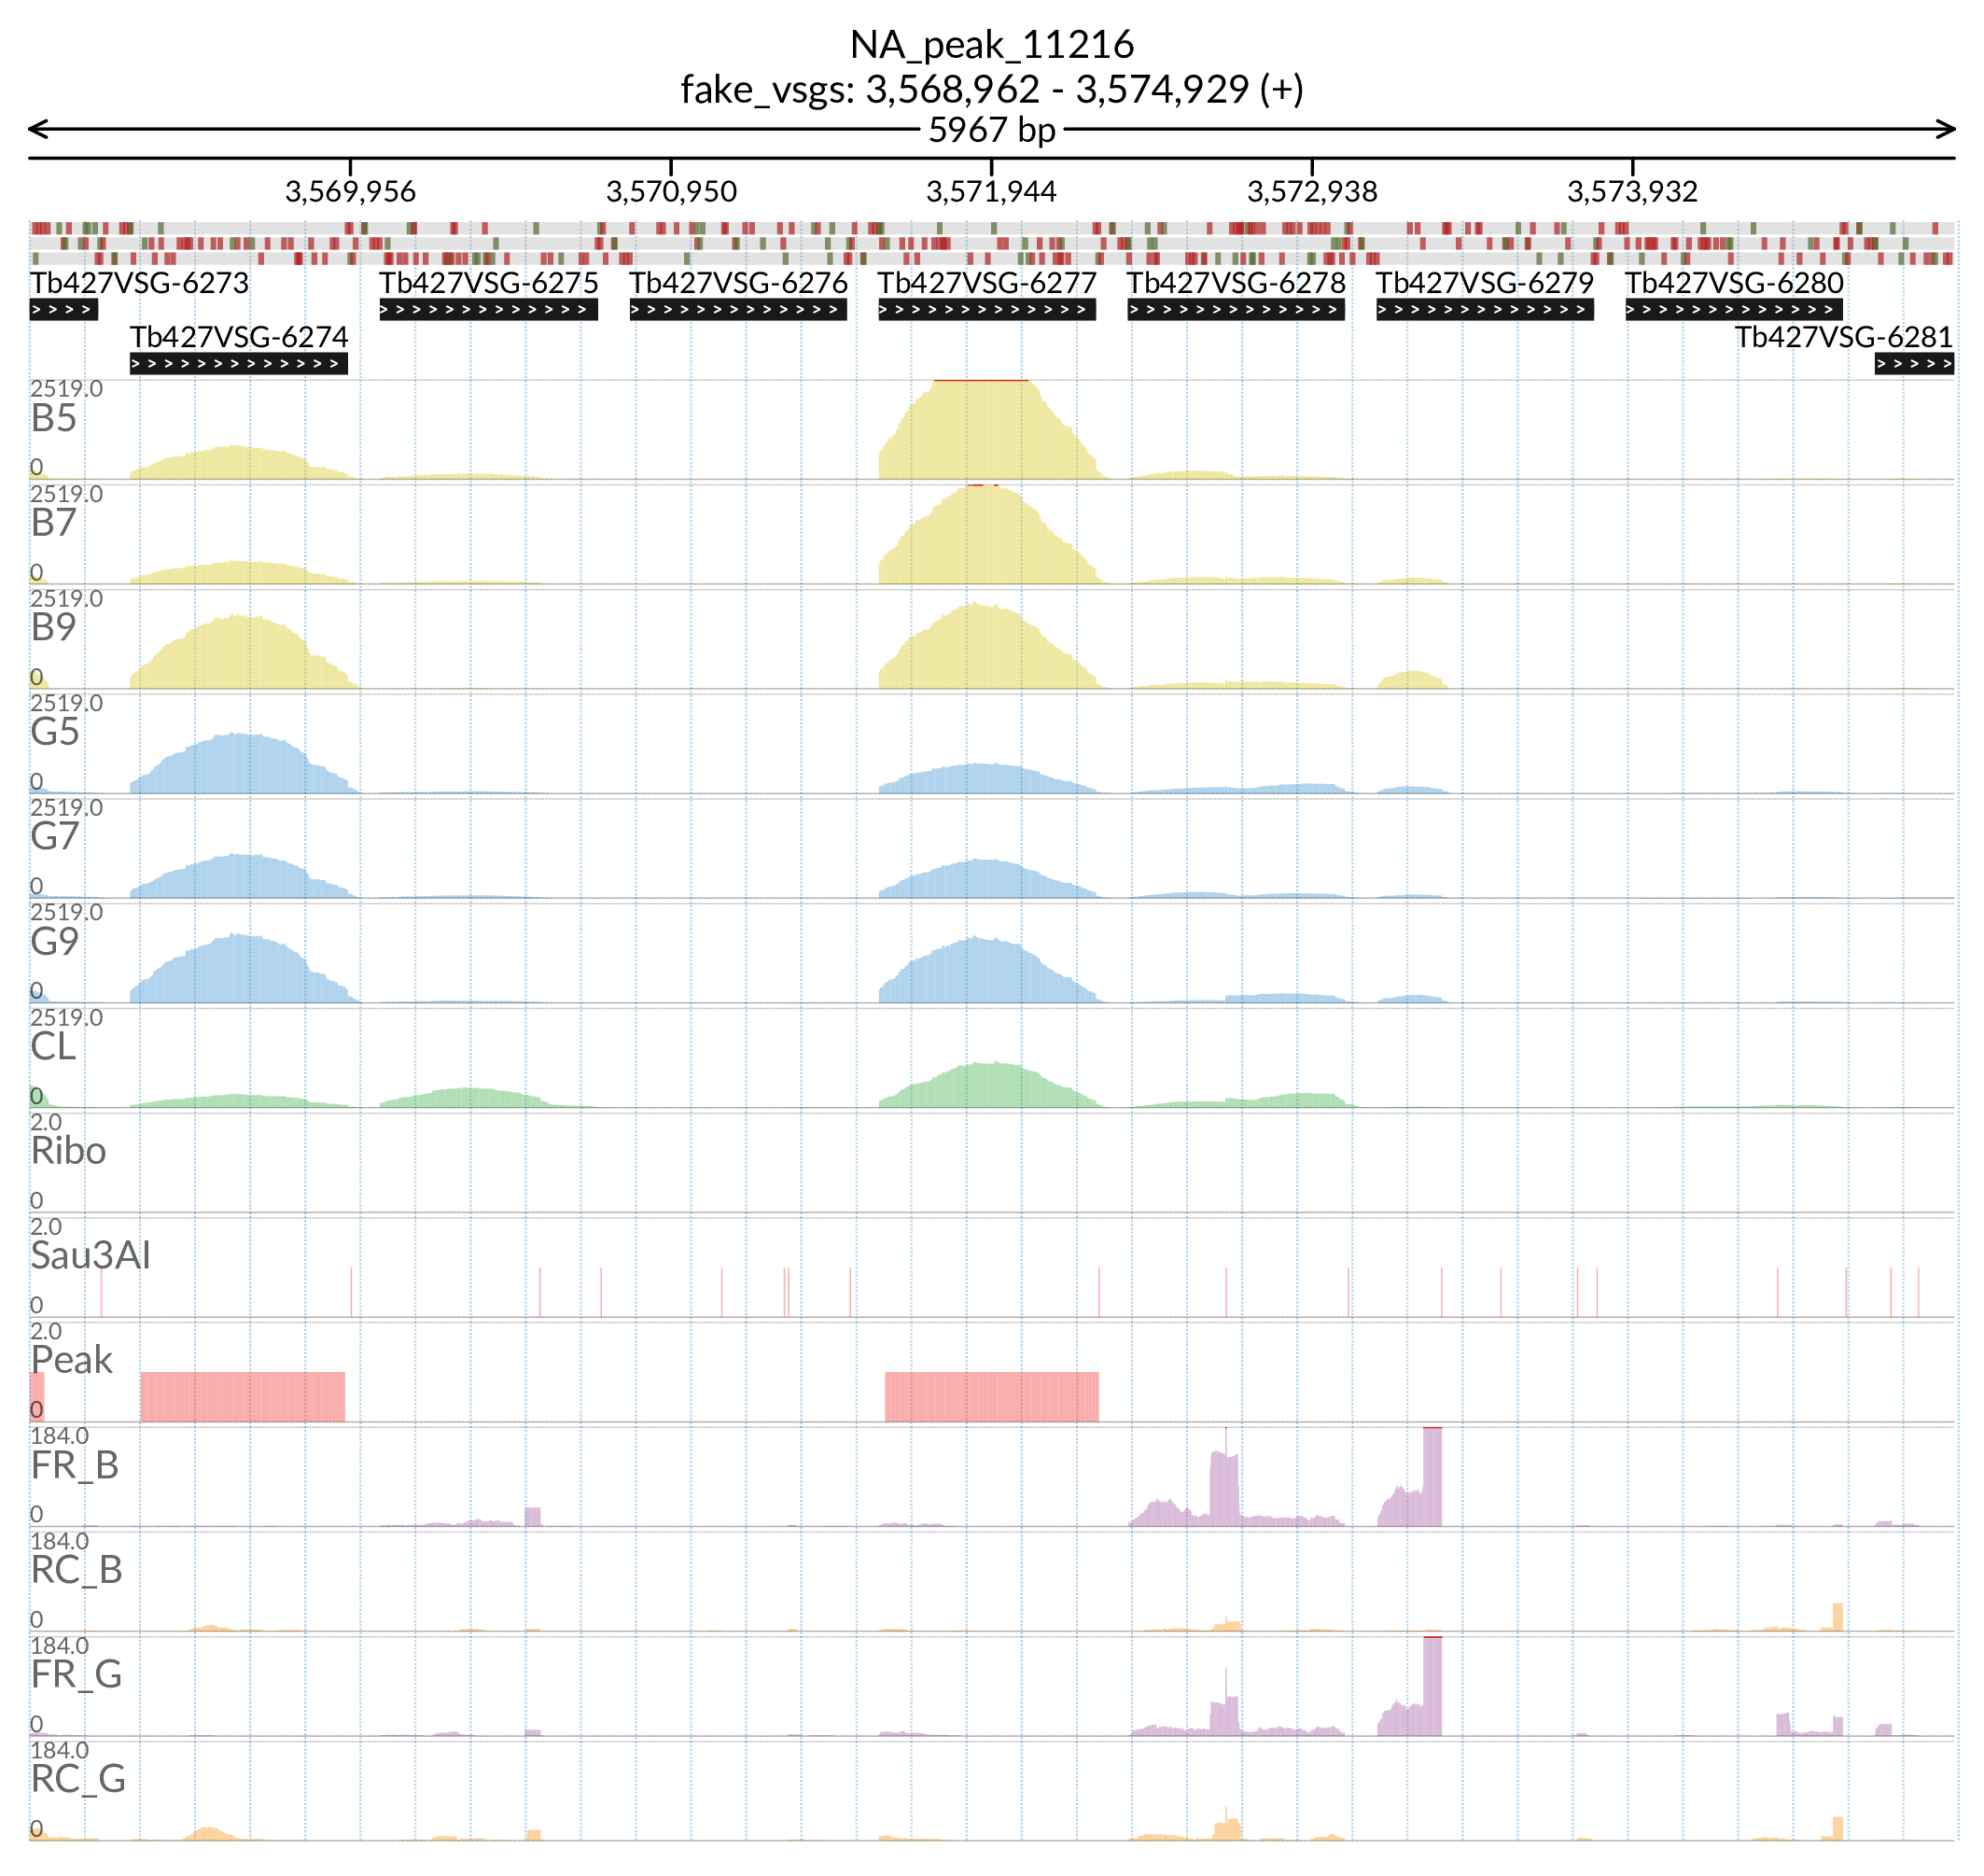 NA_peak_11216
fake_vsgs: 3,568,962 - 3,574,929 (+)
5967 bp
3,569,956 3,570,950 3,571,944 3,572,938 3,573,932
Tb427VSG-6273 Tb427VSG-6275 Tb427VSG-6276 Tb427VSG-6277 Tb427VSG-6278 Tb427VSG-6279 Tb427VSG-6280
Tb427VSG-6274 Tb427VSG-6281
2519.0
B5
0
2519.0
B7
0
2519.0
B9
0
2519.0
G5
0
2519.0
G7
0
2519.0
G9
0
2519.0
CL
0
2.0
Ribo
0
2.0
Sau3AI
0
2.0
Peak
0
184.0
FR_B
0
184.0
RC_B
0
184.0
FR_G
0
184.0
RC_G
0